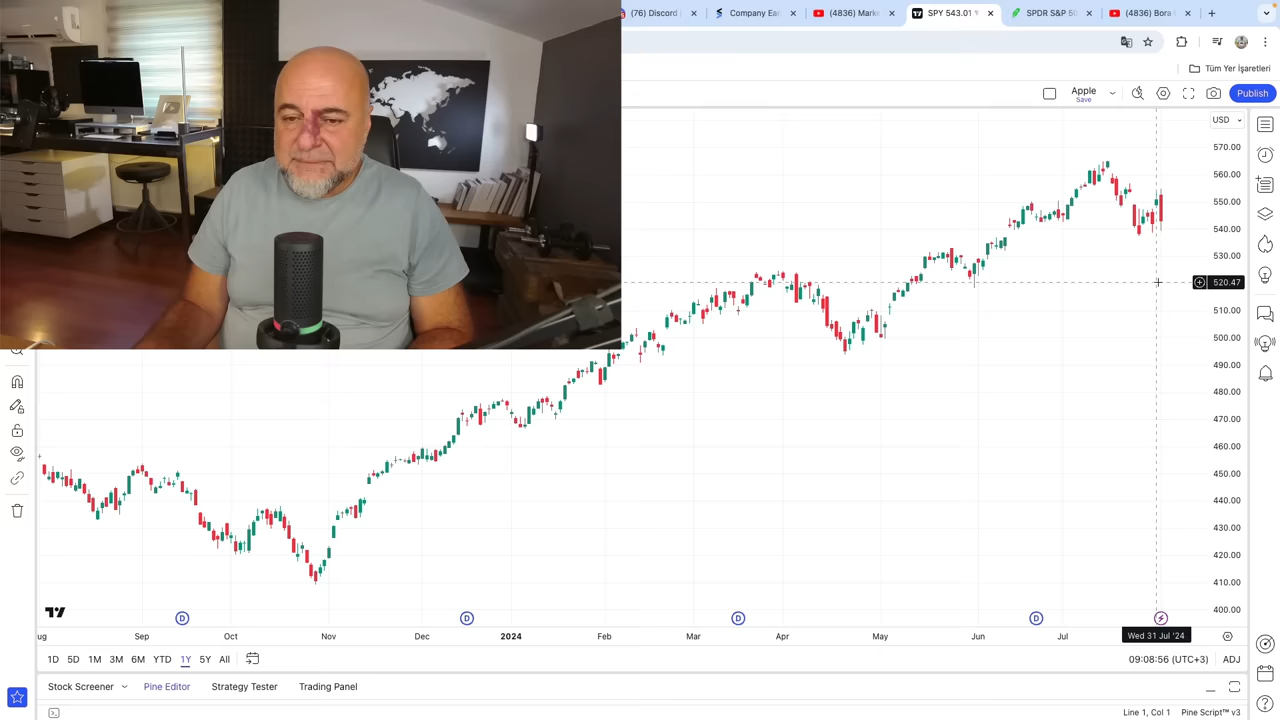 (76) Discord
Company Ear
(4836) Mark
SPY 543.01
SPDR S&P 50
(4836) Bora
Tüm Yer İşaretleri
Apple
Save
Publish
USD
570.00
560.00
550.00
540.00
530.00
520.47
510.00
500.00
490.00
480.00
470.00
460.00
450.00
440.00
430.00
420.00
410.00
400.00
D D D D
ug Sep Oct Nov Dec 2024 Feb Mar Apr May Jun Jul
Wed 31 Jul '24
1D 5D 1M 3M 6M YTD 1Y 5Y All
09:08:56 (UTC+3) ADJ
Stock Screener Pine Editor Strategy Tester Trading Panel
Line 1, Col 1 Pine Script™ v3